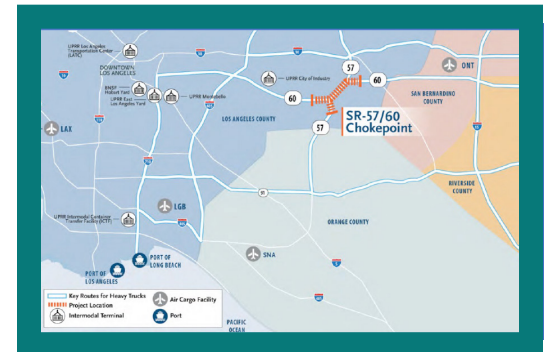 UPRR Los Angeles
Transportation Center
(LATC)
DOWNTOWN
LOS ANGELES
BNSF
Hobart Yard
UPRR East
Los Angeles Yard
UPRR Montebello
UPRR City of Industry
57
60
60
57
ONT
SAN BERNARDINO
COUNTY
SR-57/60
Chokepoint
LOS ANGELES COUNTY
LAX
RIVERSIDE
COUNTY
91
LGB
UPRR Intermodal Container
Transfer Facility (ICTF)
ORANGE COUNTY
SNA
5
PORT OF
LONG BEACH
PORT OF
LOS ANGELES
Key Routes for Heavy Trucks
Project Location
Intermodal Terminal
Air Cargo Facility
Port
PACIFIC
OCEAN